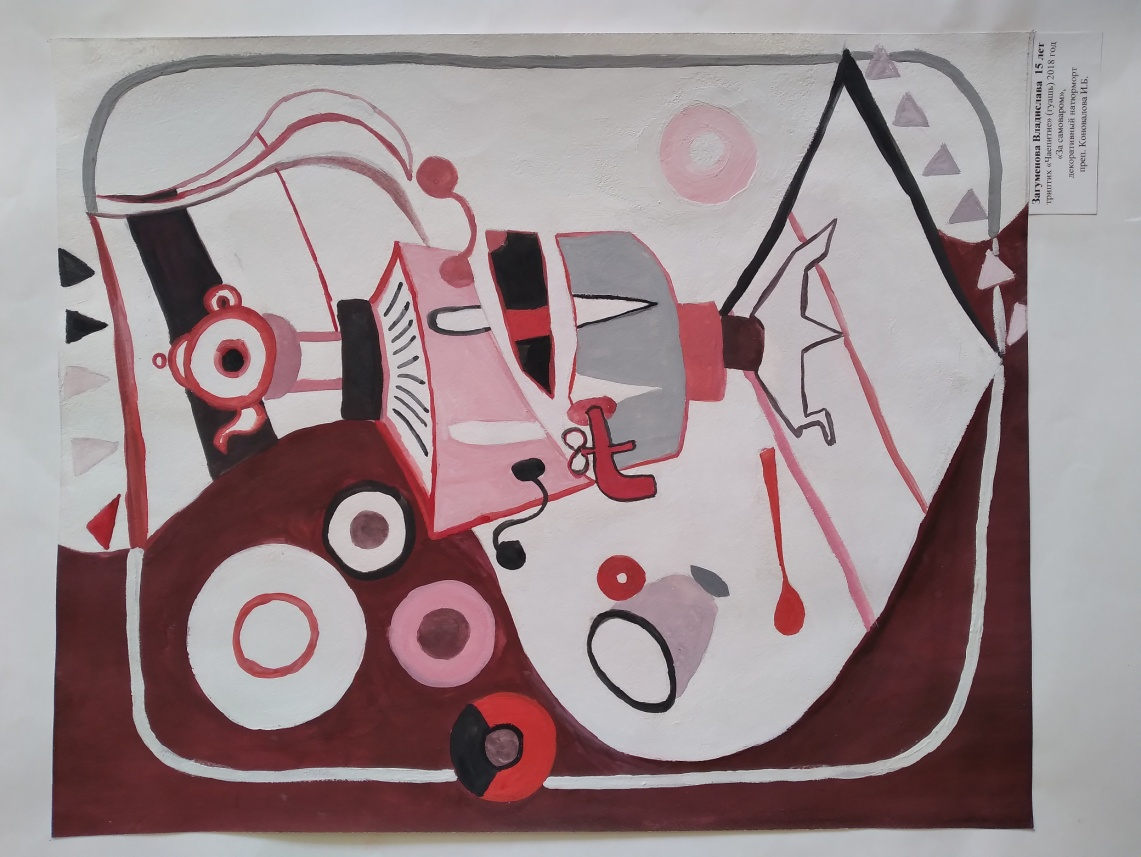 Загуменова Владислава 15 лет
триптих «Чаепитие» (гуашь) 2018 год
«За самоваром»,
декоративный натюрморт
преп. Коновалова И.Б.